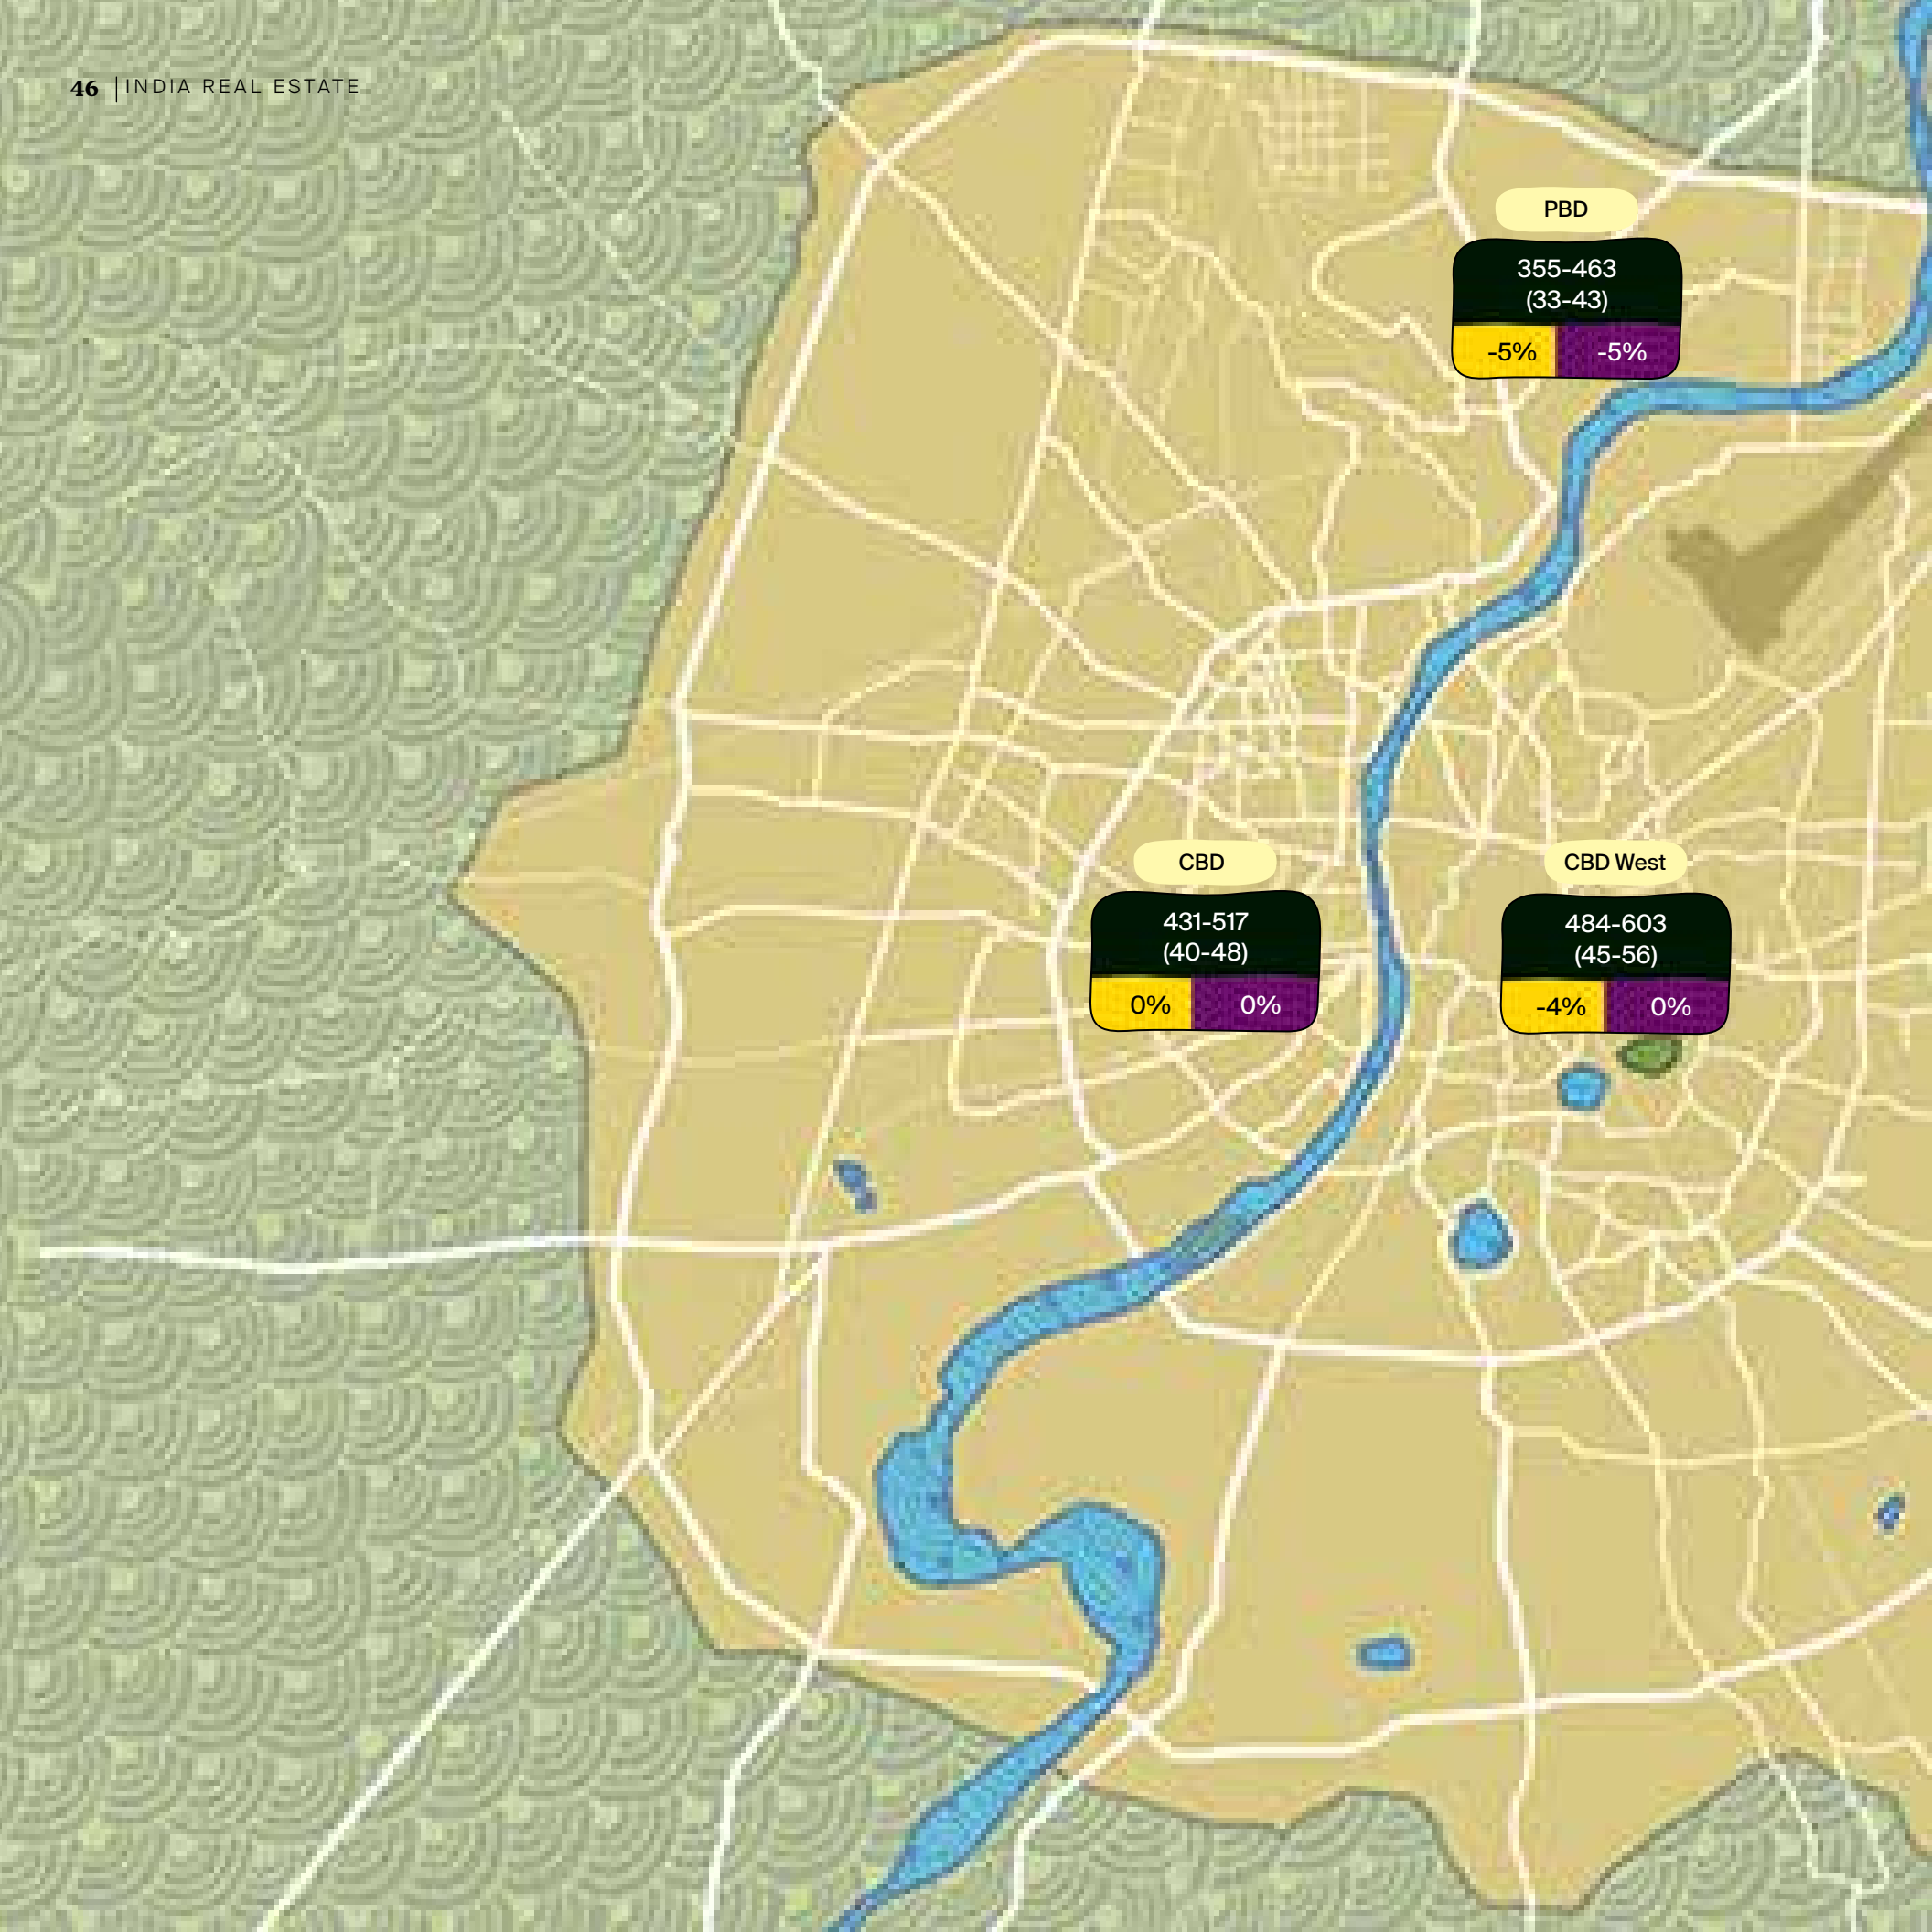 46 | INDIA REAL ESTATE
PBD
355-463
(33-43)
-5% -5%
CBD
431-517
(40-48)
0% 0%
CBD West
484-603
(45-56)
-4% 0%